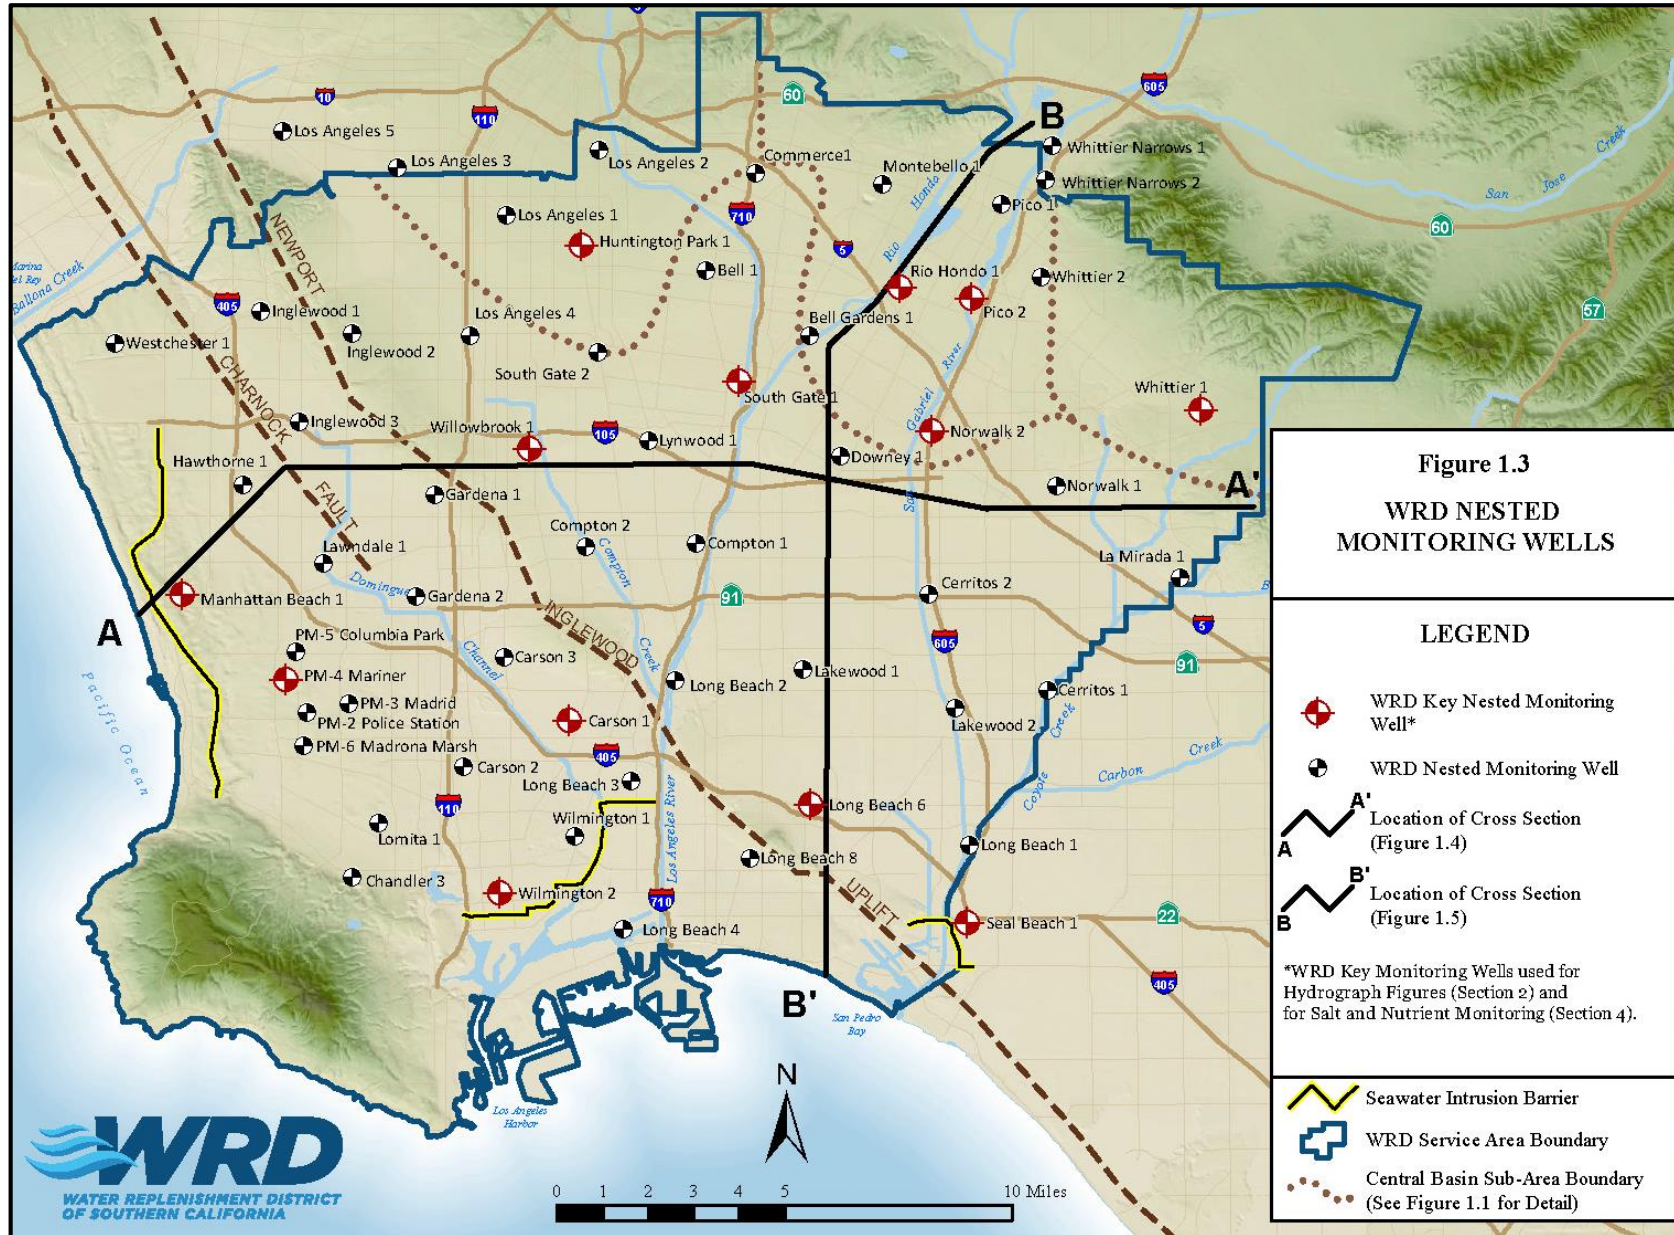 10
110
60
605
B
Los Angeles 5
Los Angeles 3
Los Angeles 2
Commerce1
Montebello 1
Whittier Narrows 1
Whittier Narrows 2
San Jose Creek
60
Los Angeles 1
Huntington Park 1
710
Bell 1
5
Rio Hondo
Pico 1
Whittier 2
Rio Hondo 1
Pico 2
57
Marina
del Rey
Ballona Creek
NEWPORT
405
Inglewood 1
Inglewood 2
Westchester 1
CHARNOCK
FAULT
Los Angeles 4
South Gate 2
Bell Gardens 1
South Gate 1
San Gabriel River
Whittier 1
Inglewood 3
Willowbrook 1
105
Lynwood 1
Norwalk 2
Downey 1
Hawthorne 1
Gardena 1
Norwalk 1
A'
San
Compton 2
Compton 1
Compton
Creek
Lawndale 1
Dominguez
Channel
La Mirada 1
Manhattan Beach 1
Gardena 2
INGLEWOOD
91
Cerritos 2
A
605
5
91
PM-5 Columbia Park
PM-4 Mariner
PM-3 Madrid
PM-2 Police Station
PM-6 Madrona Marsh
Carson 3
Long Beach 2
Lakewood 1
Cerritos 1
Lakewood 2
Carson 1
405
Carson 2
Long Beach 3
Coyote
Creek
Carbon
Creek
Pacific Ocean
110
Lomita 1
Wilmington 1
Los Angeles River
Long Beach 6
Long Beach 1
Long Beach 8
Chandler 3
Wilmington 2
710
UPLIFT
Seal Beach 1
22
Long Beach 4
B'
405
San Pedro
Bay
Los Angeles
Harbor
N
0 1 2 3 4 5 10 Miles
WRD
WATER REPLENISHMENT DISTRICT
OF SOUTHERN CALIFORNIA
Figure 1.3
WRD NESTED
MONITORING WELLS
LEGEND
WRD Key Nested Monitoring
Well*
WRD Nested Monitoring Well
A A'
Location of Cross Section
(Figure 1.4)
B B'
Location of Cross Section
(Figure 1.5)
*WRD Key Monitoring Wells used for
Hydrograph Figures (Section 2) and
for Salt and Nutrient Monitoring (Section 4).
Seawater Intrusion Barrier
WRD Service Area Boundary
Central Basin Sub-Area Boundary
(See Figure 1.1 for Detail)